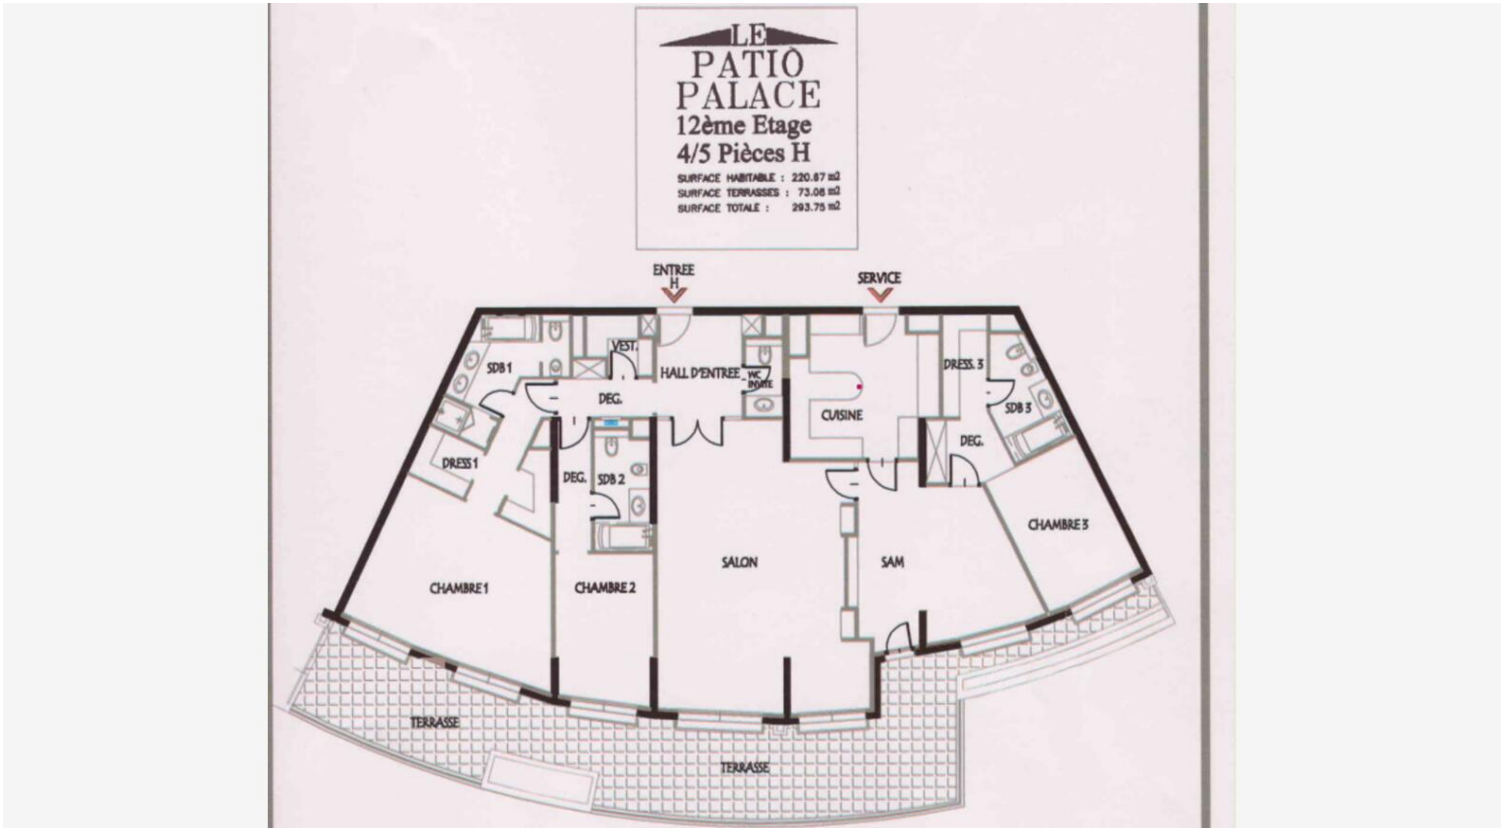 LE
PATIO
PALACE
12ème Etage
4/5 Pièces H
SURFACE HABITABLE : 220.67 m2
SURFACE TERRASSES : 73.08 m2
SURFACE TOTALE : 293.75 m2
ENTREE
H
SERVICE
VEST.
SDB 1
HALL D'ENTREE
WC
INVITE
DRESS. 3
DEG.
CUISINE
SDB 3
DEG.
DRESS 1
DEG.
SDB 2
CHAMBRE 3
SALON
SAM
CHAMBRE 1
CHAMBRE 2
TERRASSE
TERRASSE